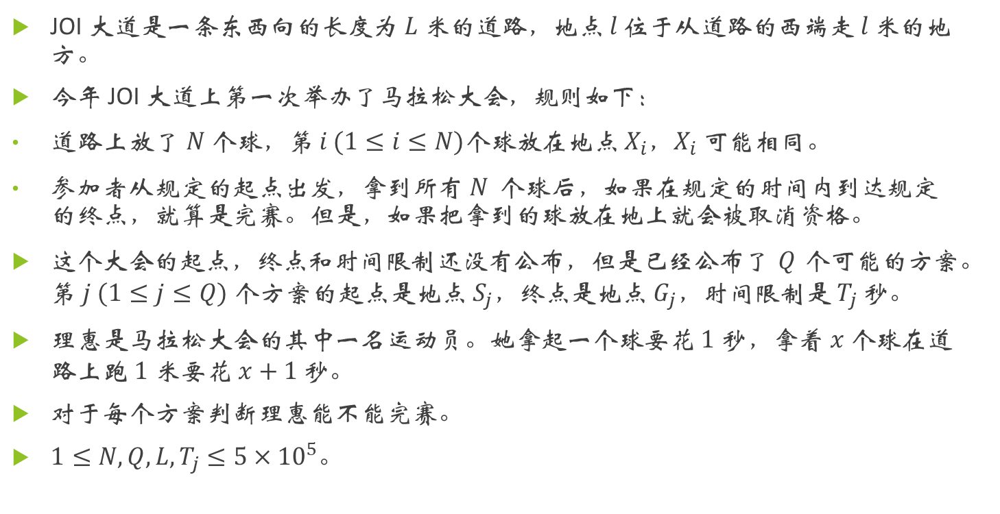 JOI 大道是一条东西向的长度为 L 米的道路，地点 l 位于从道路的西端走 l 米的地
方。
今年 JOI 大道上第一次举办了马拉松大会，规则如下：
道路上放了 N 个球，第 i (1 ≤ i ≤ N)个球放在地点 X_i，X_i 可能相同。
参加者从规定的起点出发，拿到所有 N 个球后，如果在规定的时间内到达规定
的终点，就算是完赛。但是，如果把拿到的球放在地上就会被取消资格。
这个大会的起点，终点和时间限制还没有公布，但是已经公布了 Q 个可能的方案。
第 j (1 ≤ j ≤ Q) 个方案的起点是地点 S_j，终点是地点 G_j，时间限制是 T_j 秒。
理惠是马拉松大会的其中一名运动员。她拿起一个球要花 1 秒，拿着 x 个球在道
路上跑 1 米要花 x + 1 秒。
对于每个方案判断理惠能不能完赛。
1 ≤ N, Q, L, T_j ≤ 5 × 10^5。